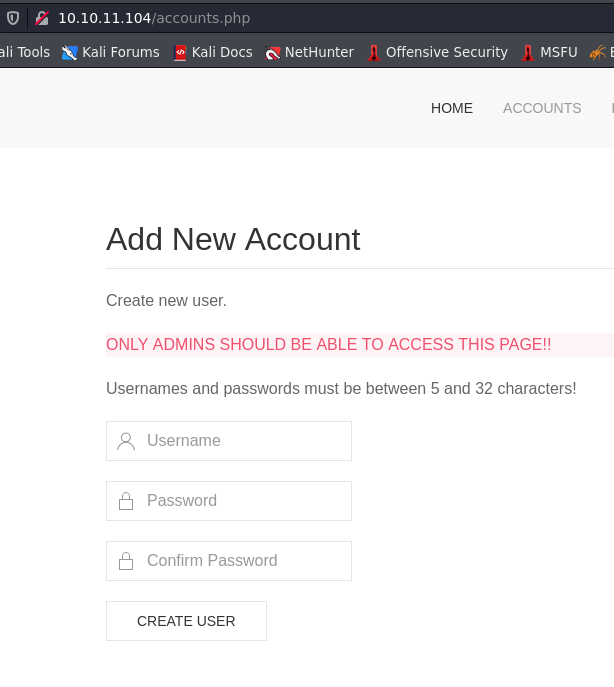 10.10.11.104/accounts.php
ali Tools Kali Forums Kali Docs NetHunter Offensive Security MSFU
HOME ACCOUNTS
Add New Account
Create new user.
ONLY ADMINS SHOULD BE ABLE TO ACCESS THIS PAGE!!
Usernames and passwords must be between 5 and 32 characters!
Username
Password
Confirm Password
CREATE USER